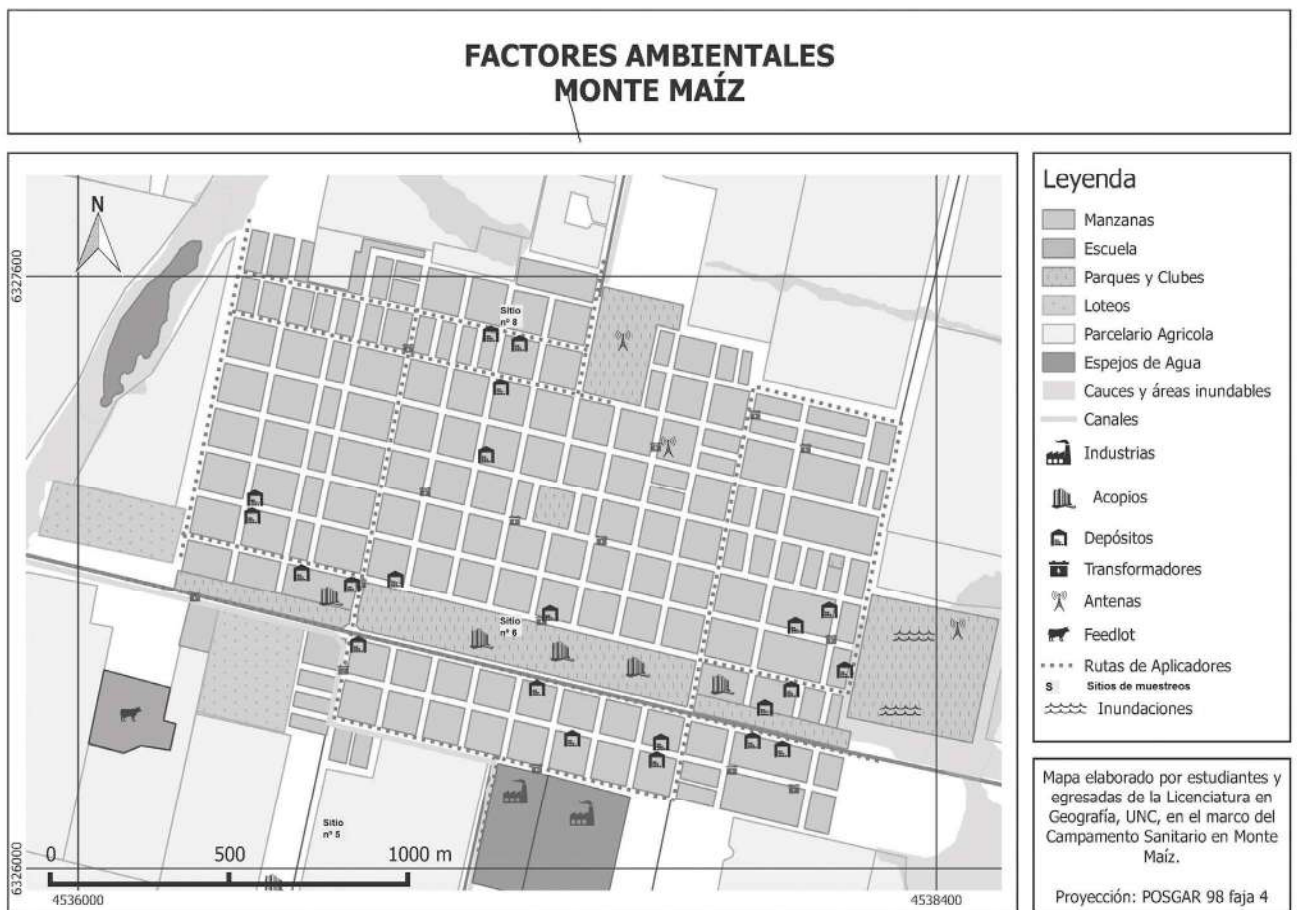 FACTORES AMBIENTALES
MONTE MAÍZ
N
6327600
6326000
Sitio
nº 8
Sitio
nº 6
Sitio
nº 5
0 500 1000 m
4536000
4538400
Leyenda
Manzanas
Escuela
Parques y Clubes
Loteos
Parcelario Agricola
Espejos de Agua
Cauces y áreas inundables
Canales
Industrias
Acopios
Depósitos
Transformadores
Antenas
Feedlot
Rutas de Aplicadores
S Sitios de muestreos
Inundaciones
Mapa elaborado por estudiantes y
egresadas de la Licenciatura en
Geografía, UNC, en el marco del
Campamento Sanitario en Monte
Maíz.
Proyección: POSGAR 98 faja 4